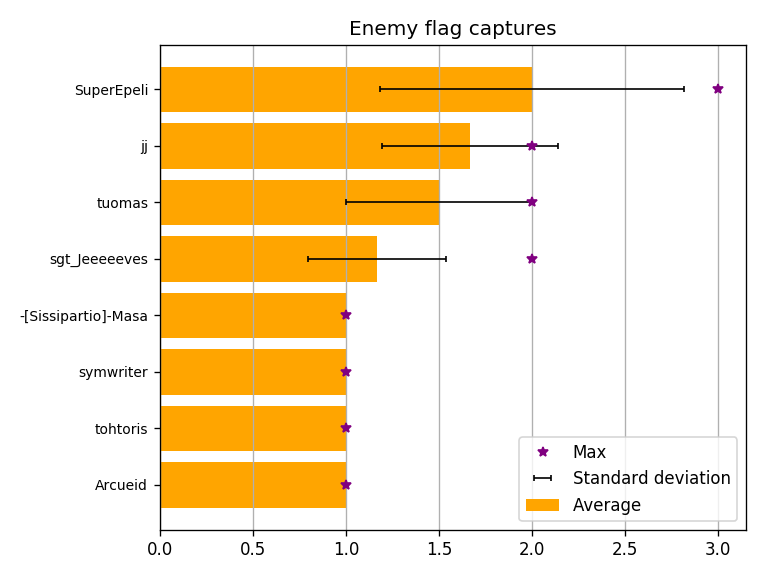 Enemy flag captures
SuperEpeli
jj
tuomas
sgt_Jeeeeeves
-[Sissipartio]-Masa
symwriter
tohtoris
Arcueid
Max
Standard deviation
Average
0.0 0.5 1.0 1.5 2.0 2.5 3.0